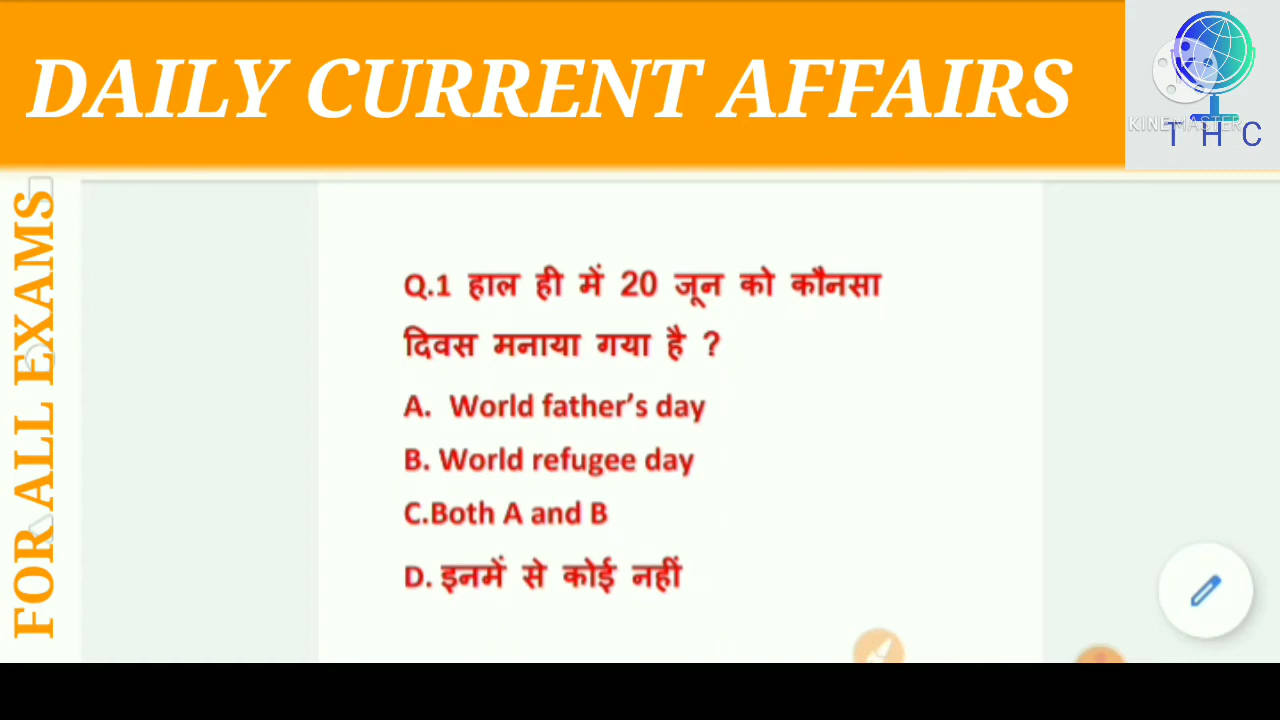 DAILY CURRENT AFFAIRS
KINEMASTER
T H C
FOR ALL EXAMS
Q.1 हाल ही में 20 जून को कौनसा
दिवस मनाया गया है ?
A. World father's day
B. World refugee day
C.Both A and B
D. इनमें से कोई नहीं